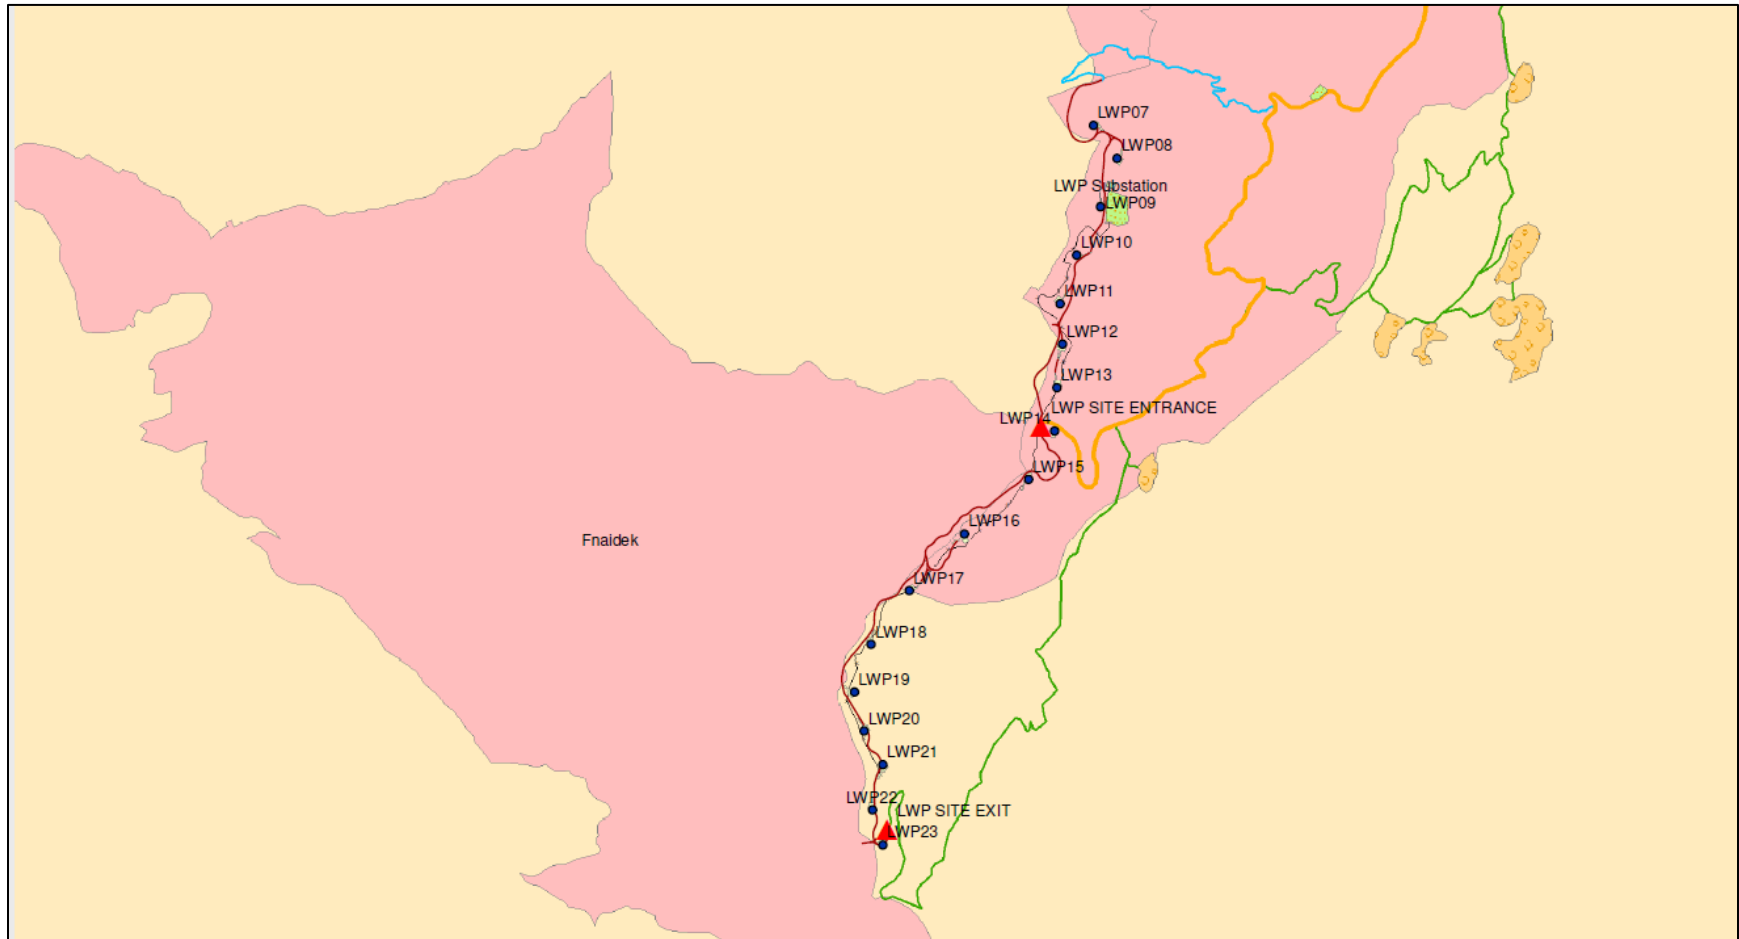 LWP07
LWP08
LWP Substation
LWP09
LWP10
LWP11
LWP12
LWP13
LWP SITE ENTRANCE
LWP14
LWP15
LWP16
Fnaidek
LWP17
LWP18
LWP19
LWP20
LWP21
LWP22
LWP SITE EXIT
LWP23